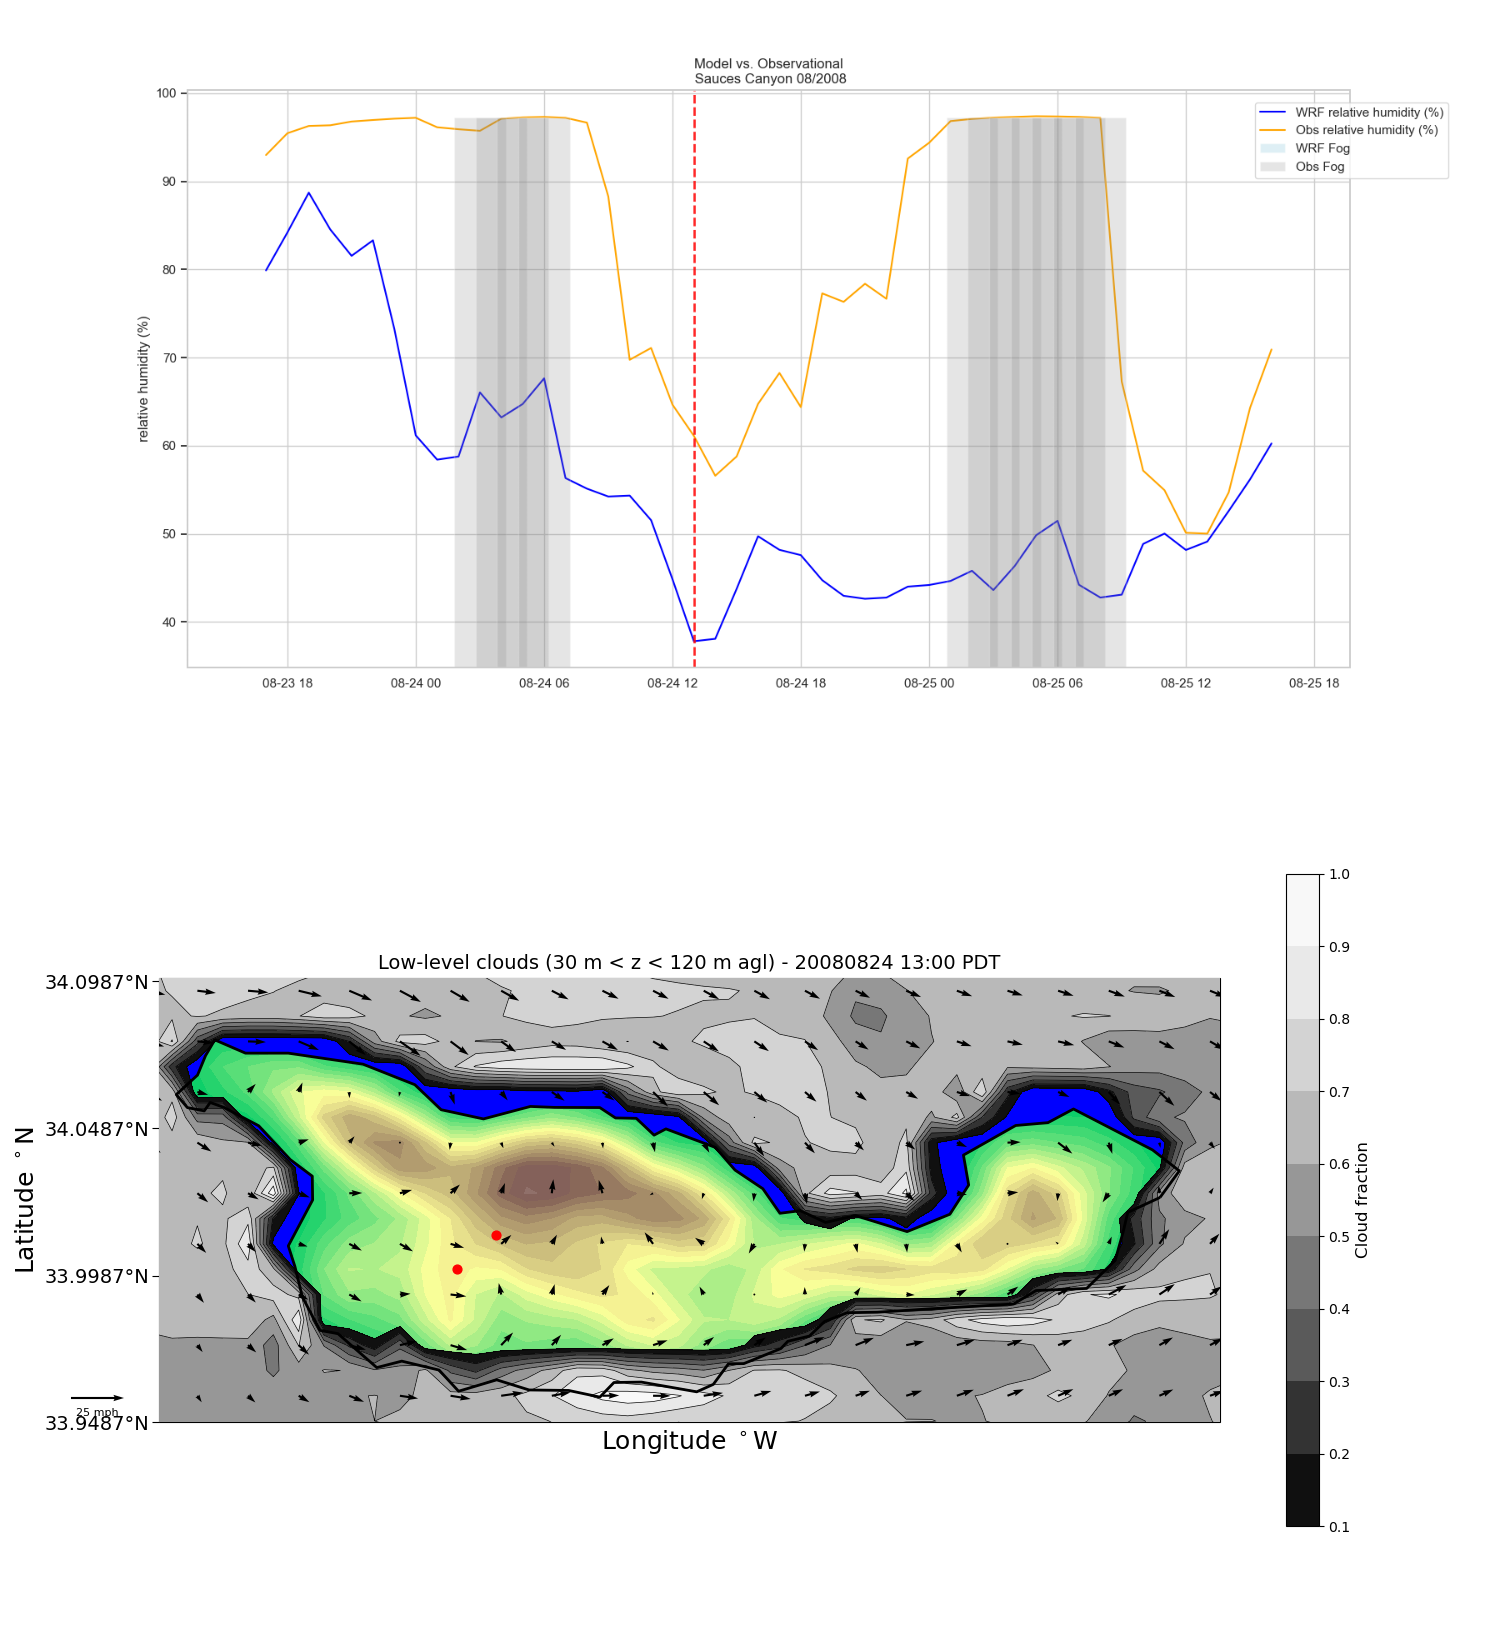 Model vs. Observational
Sauces Canyon 08/2008
100
90
80
70
60
50
40
relative humidity (%)
WRF relative humidity (%)
Obs relative humidity (%)
WRF Fog
Obs Fog
08-23 18
08-24 00
08-24 06
08-24 12
08-24 18
08-25 00
08-25 06
08-25 12
08-25 18
Low-level clouds (30 m < z < 120 m agl) - 20080824 13:00 PDT
34.0987°N
34.0487°N
33.9987°N
33.9487°N
Latitude °N
25 mph
Longitude °W
1.0
0.9
0.8
0.7
0.6
0.5
0.4
0.3
0.2
0.1
Cloud fraction